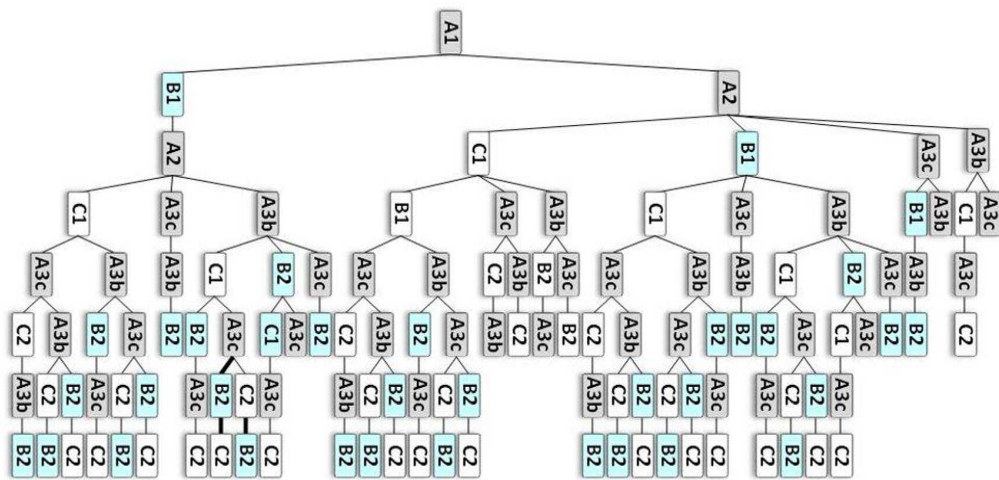 A1
B1 A2
A2 C1 B1 A3c A3b
C1 A3c A3b B1 A3c A3b C1 A3c A3b B1 A3b C1 A3c
A3c A3b A3b C1 B2 A3c A3c A3b C2 A3b B2 A3c A3c A3b A3b C1 B2 A3c A3b A3c
C2 A3b B2 A3c B2 B2 A3c C1 A3c B2 C2 A3b B2 A3c A3b C2 B2 B2 C2 A3b A3c B2 B2 B2 A3c C1 A3c B2 B2 C2
A3b C2 B2 A3c C2 B2 A3c B2 C2 A3c A3b C2 B2 A3c C2 B2 A3b C2 B2 C2 B2 A3c A3c C2 B2 A3c
B2 B2 C2 C2 B2 C2 C2 C2 B2 C2 B2 B2 C2 C2 B2 C2 B2 B2 C2 B2 C2 C2 C2 B2 C2 C2